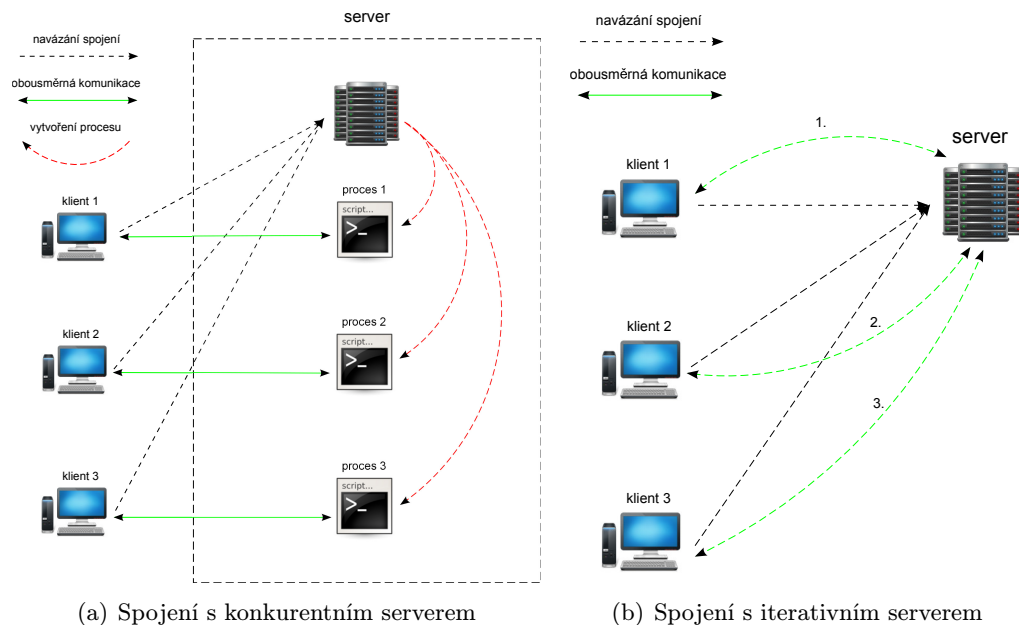 server
navázání spojení
obousměrná komunikace
vytvoření procesu
klient 1
proces 1
script...
>_
klient 2
proces 2
script...
>_
klient 3
proces 3
script...
>_
(a) Spojení s konkurentním serverem
navázání spojení
obousměrná komunikace
1.
server
klient 1
klient 2
2.
3.
klient 3
(b) Spojení s iterativním serverem